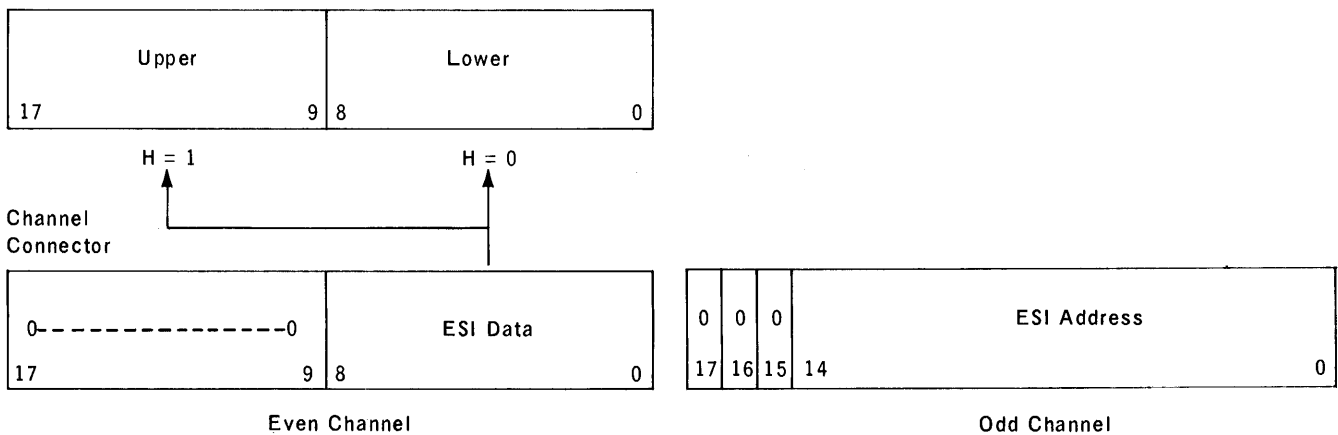 Upper Lower
17 9 8 0
H = 1 H = 0
Channel
Connector
0----------------0 ESI Data 0 0 0 ESI Address
17 9 8 0 17 16 15 14 0
Even Channel Odd Channel